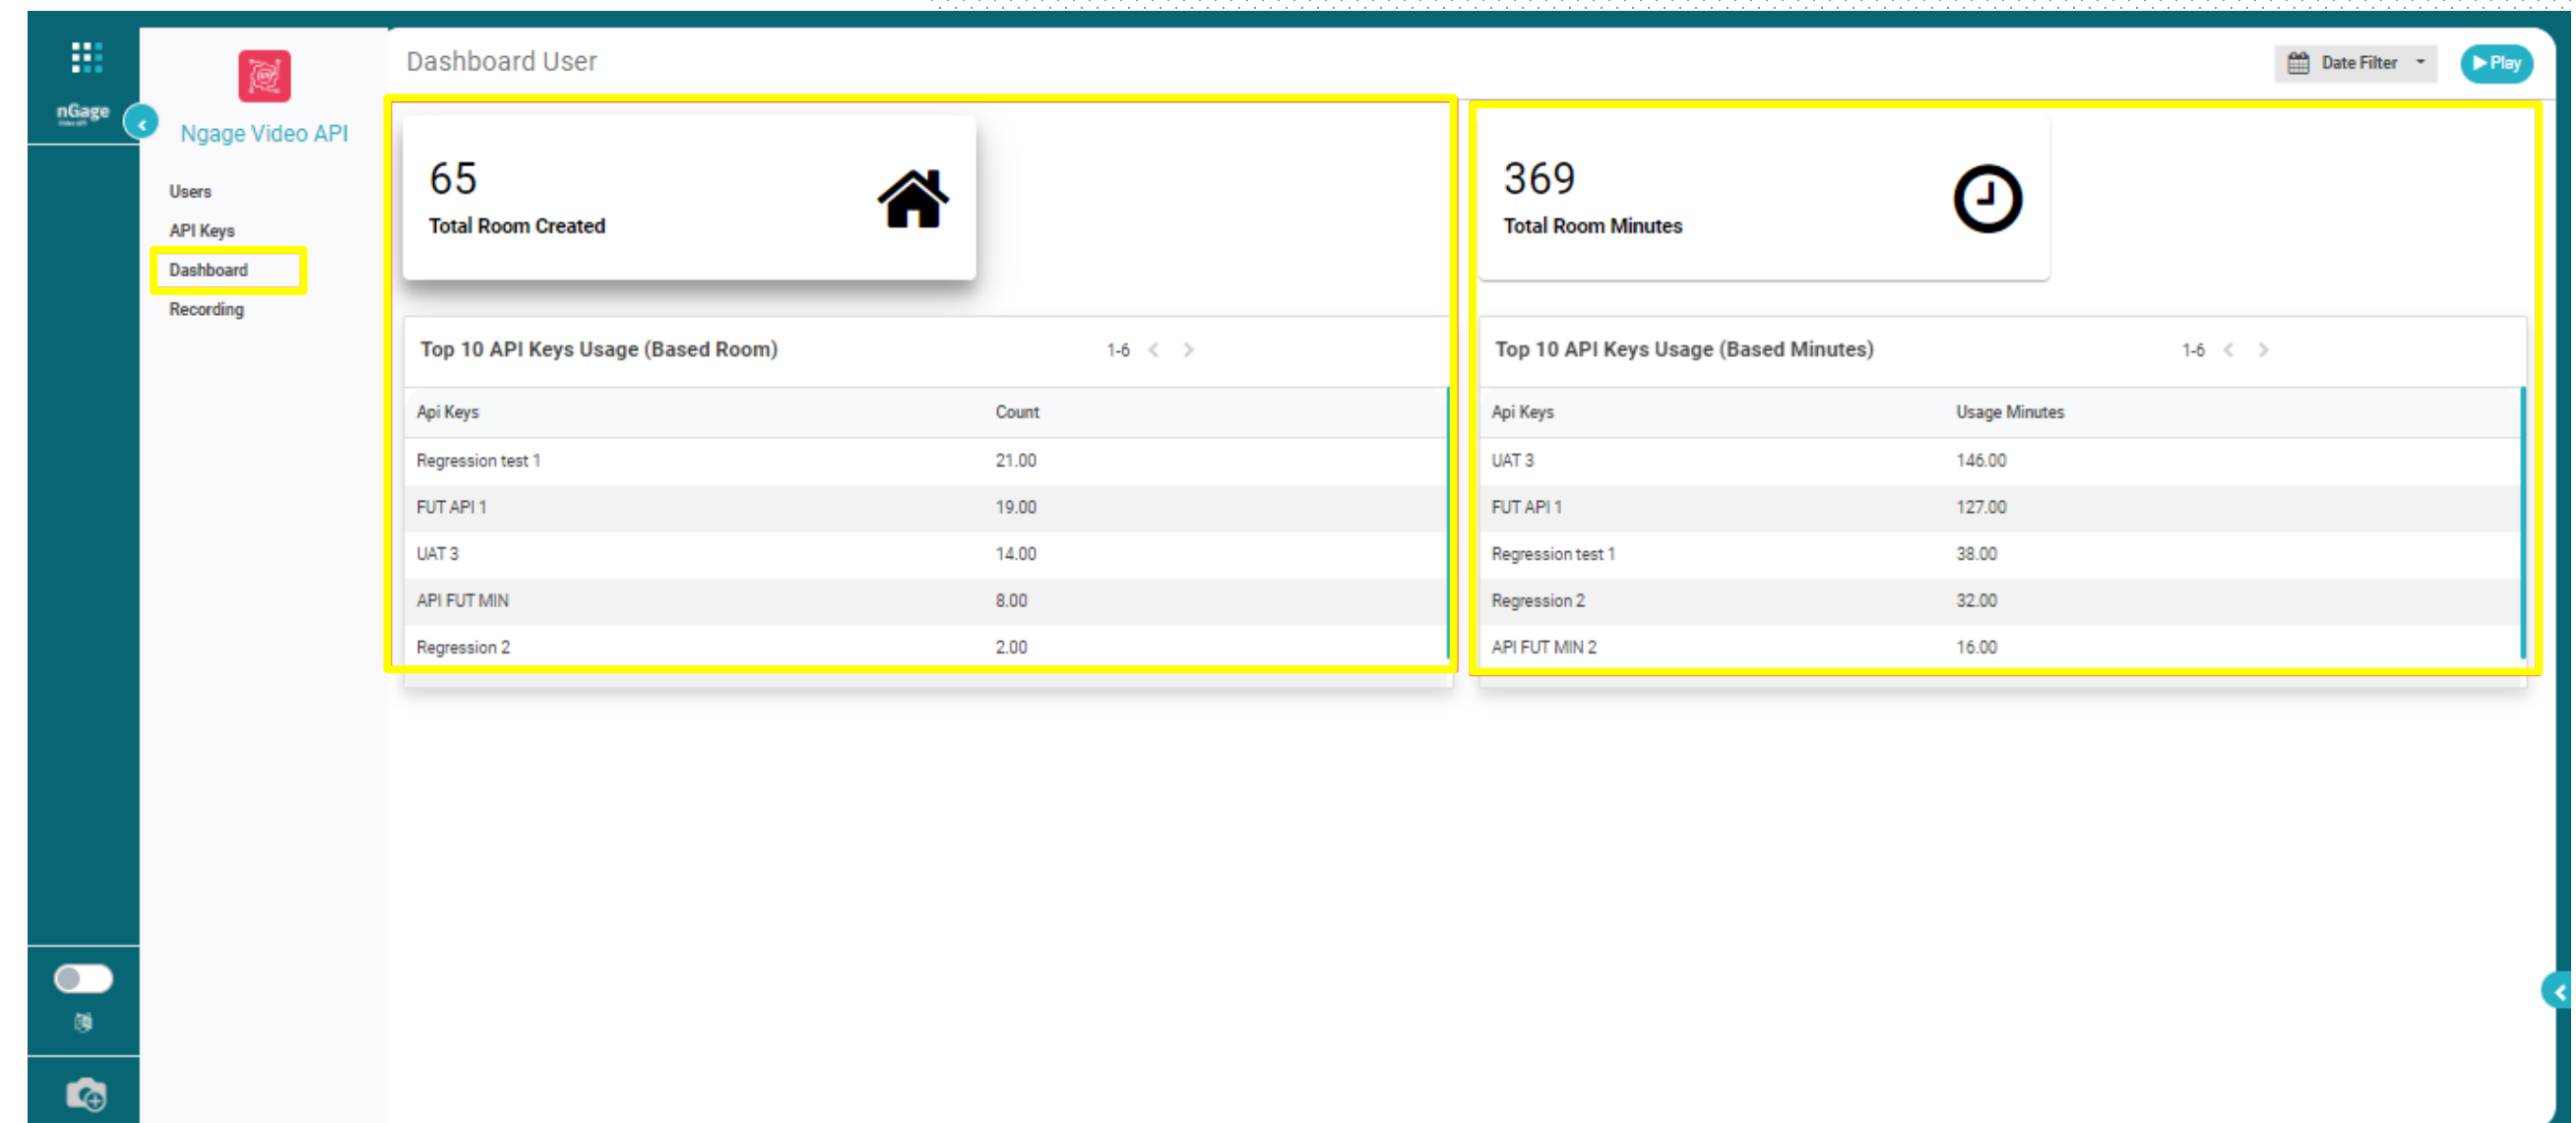 nGage
Ngage Video API
Users
API Keys
Dashboard
Recording
Dashboard User
Date Filter
Play
65
Total Room Created
369
Total Room Minutes
Top 10 API Keys Usage (Based Room)
1-6
Api Keys Count
Regression test 1 21.00
FUT API 1 19.00
UAT 3 14.00
API FUT MIN 8.00
Regression 2 2.00
Top 10 API Keys Usage (Based Minutes)
1-6
Api Keys Usage Minutes
UAT 3 146.00
FUT API 1 127.00
Regression test 1 38.00
Regression 2 32.00
API FUT MIN 2 16.00